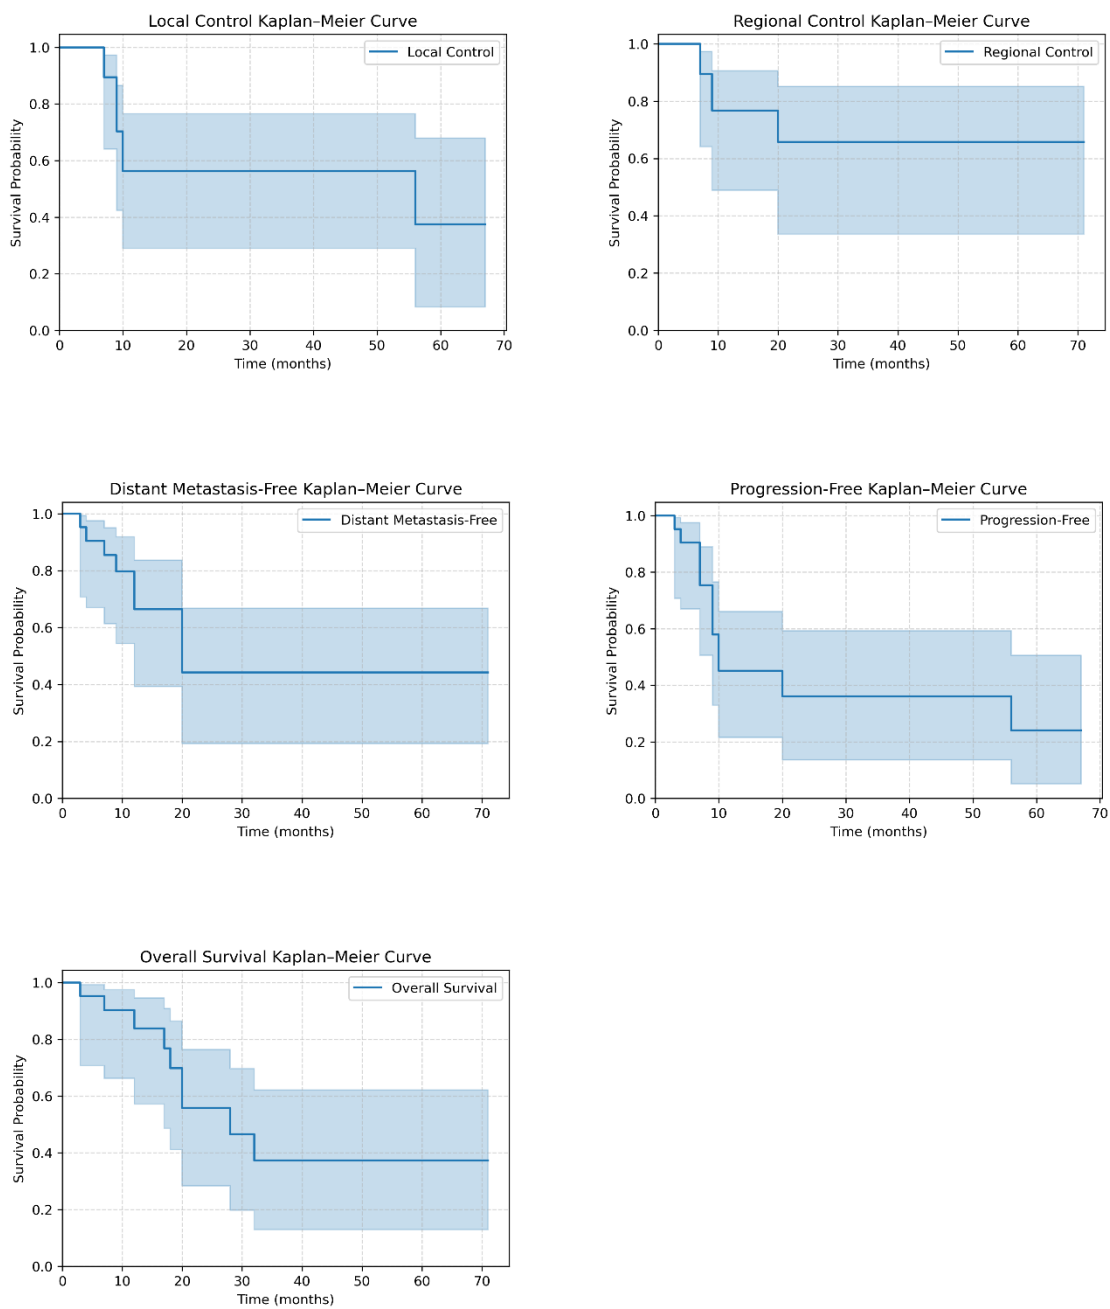 Local Control Kaplan–Meier Curve
Local Control
Survival Probability
1.0
0.8
0.6
0.4
0.2
0.0
0 10 20 30 40 50 60 70
Time (months)
Regional Control Kaplan–Meier Curve
Regional Control
Survival Probability
1.0
0.8
0.6
0.4
0.2
0.0
0 10 20 30 40 50 60 70
Time (months)
Distant Metastasis-Free Kaplan–Meier Curve
Distant Metastasis-Free
Survival Probability
1.0
0.8
0.6
0.4
0.2
0.0
0 10 20 30 40 50 60 70
Time (months)
Progression-Free Kaplan–Meier Curve
Progression-Free
Survival Probability
1.0
0.8
0.6
0.4
0.2
0.0
0 10 20 30 40 50 60 70
Time (months)
Overall Survival Kaplan–Meier Curve
Overall Survival
Survival Probability
1.0
0.8
0.6
0.4
0.2
0.0
0 10 20 30 40 50 60 70
Time (months)